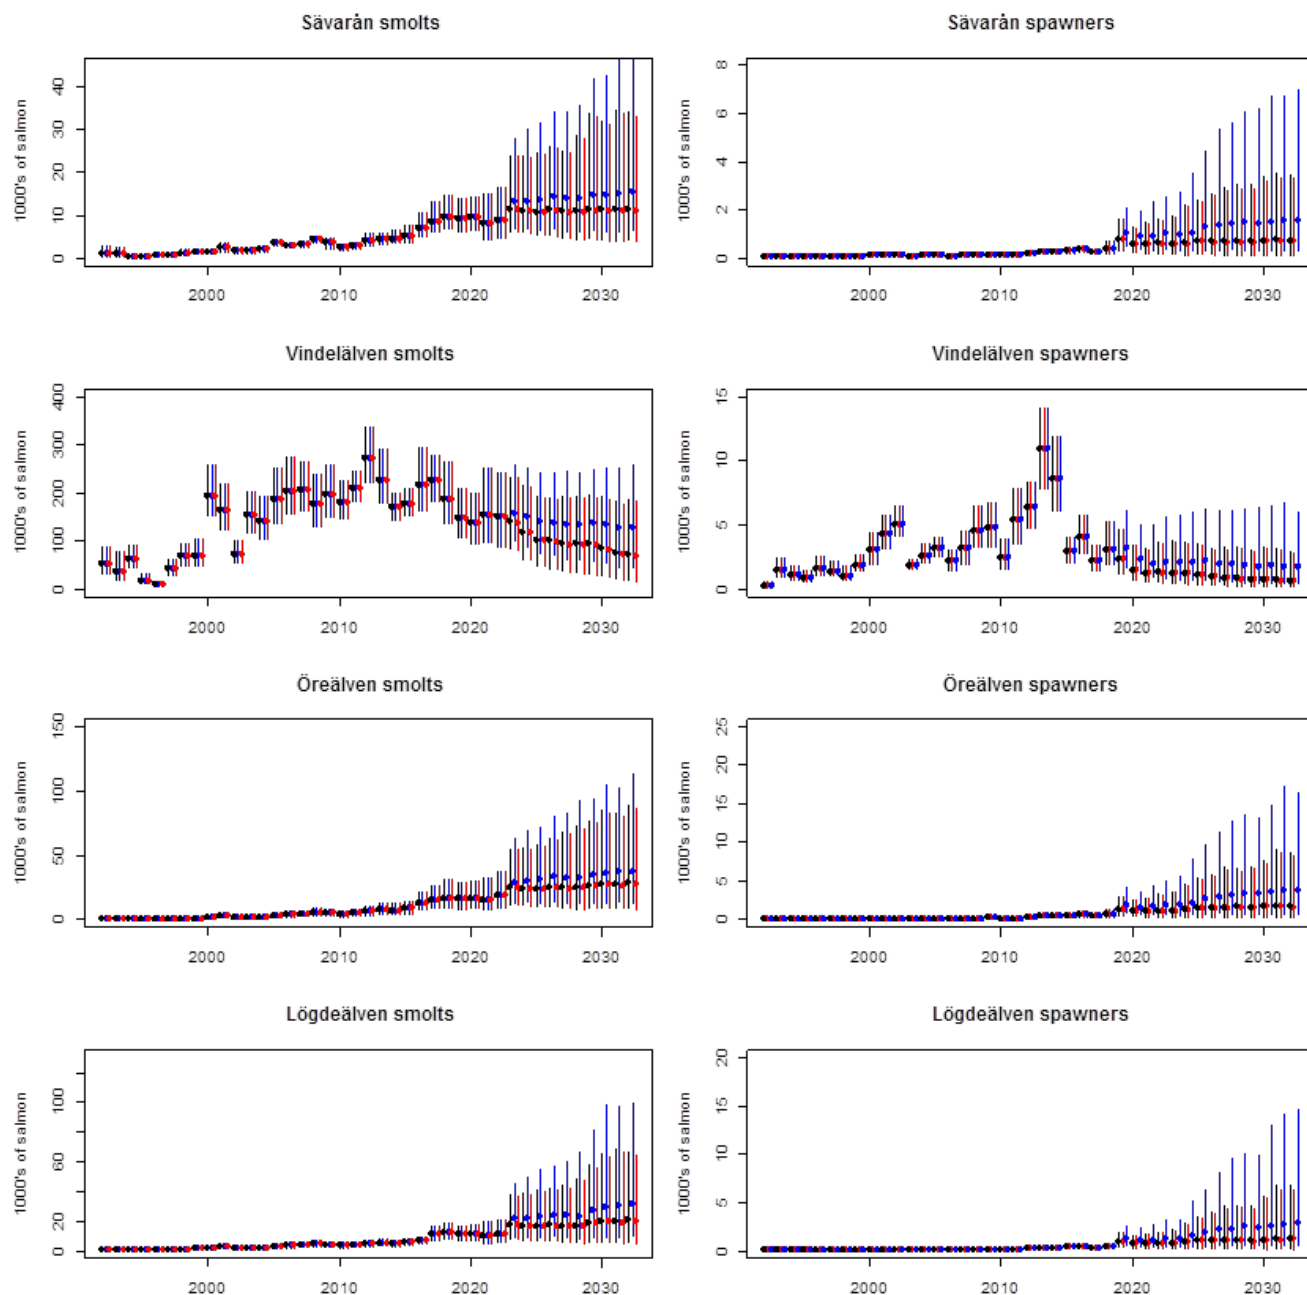 Sävarån smolts
1000's of salmon
40
30
20
10
0
2000 2010 2020 2030
Sävarån spawners
1000's of salmon
8
6
4
2
0
2000 2010 2020 2030
Vindelälven smolts
1000's of salmon
400
300
200
100
0
2000 2010 2020 2030
Vindelälven spawners
1000's of salmon
15
10
5
0
2000 2010 2020 2030
Öreälven smolts
1000's of salmon
150
100
50
0
2000 2010 2020 2030
Öreälven spawners
1000's of salmon
25
20
15
10
5
0
2000 2010 2020 2030
Lögdeälven smolts
1000's of salmon
100
60
20
0
2000 2010 2020 2030
Lögdeälven spawners
1000's of salmon
20
15
10
5
0
2000 2010 2020 2030